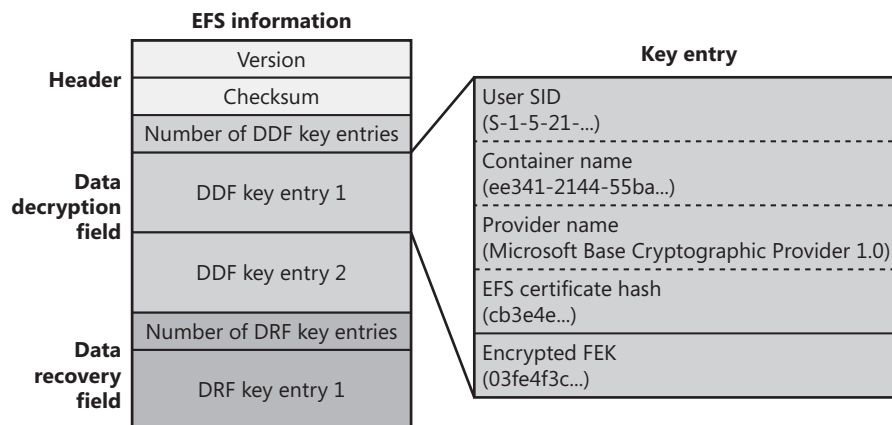 EFS information
Key entry
Header
Version
Checksum
Number of DDF key entries
Data
decryption
field
DDF key entry 1
DDF key entry 2
Number of DRF key entries
Data
recovery
field
DRF key entry 1
User SID
(S-1-5-21-...)
Container name
(ee341-2144-55ba...)
Provider name
(Microsoft Base Cryptographic Provider 1.0)
EFS certificate hash
(cb3e4e...)
Encrypted FEK
(03fe4f3c...)